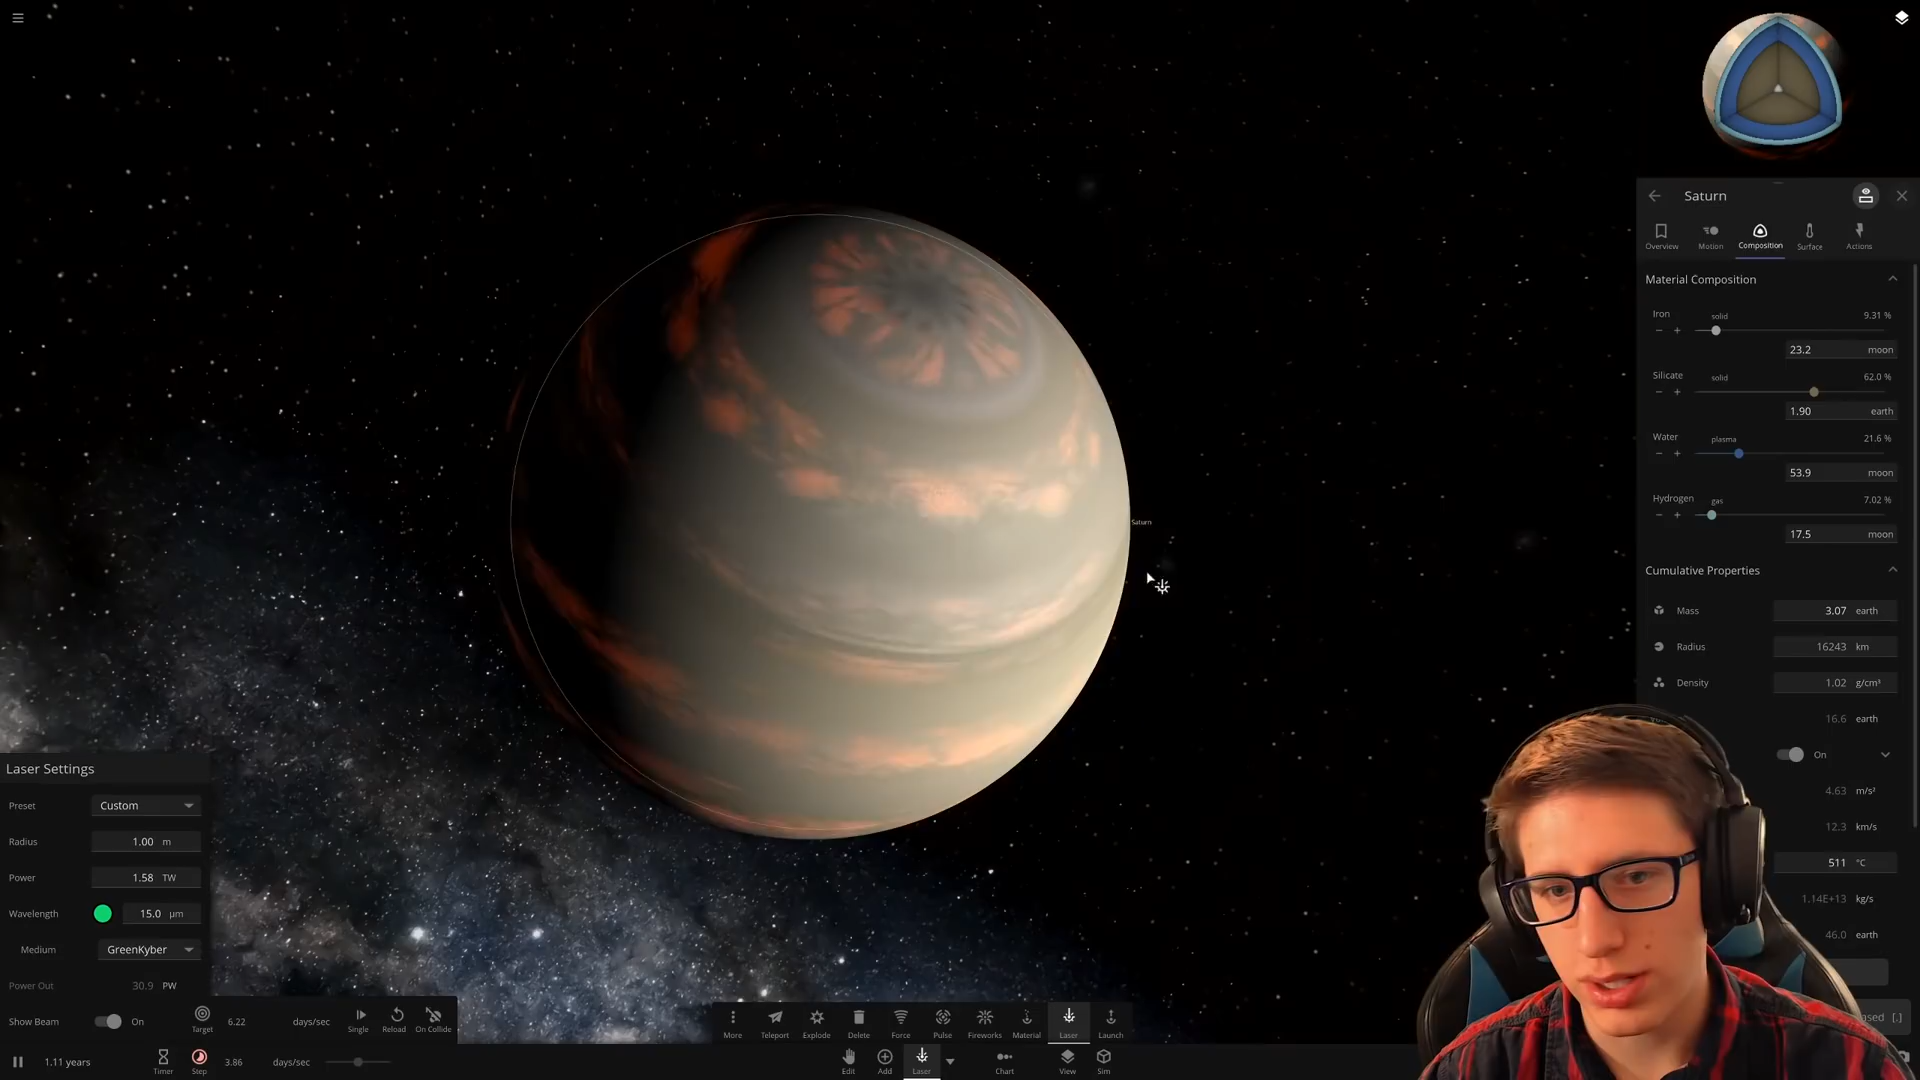 Saturn
Overview Motion Composition Surface Actions
Material Composition
Iron solid 9.31 %
23.2 moon
Silicate solid 62.0 %
1.90 earth
Water plasma 21.6 %
53.9 moon
Hydrogen gas 7.02 %
17.5 moon
Cumulative Properties
Mass 3.07 earth
Radius 16243 km
Density 1.02 g/cm³
16.6 earth
On
4.63 m/s²
12.3 km/s
511 °C
1.14E+13 kg/s
46.0 earth
[.]
Saturn
Laser Settings
Preset Custom
Radius 1.00 m
Power 1.58 TW
Wavelength 15.0 µm
Medium GreenKyber
Power Out 30.9 PW
Show Beam On
Target 6.22 days/sec Single Reload On Collide
More Teleport Explode Delete Force Pulse Fireworks Material Laser Launch
1.11 years Timer Step 3.86 days/sec
Edit Add Laser Chart View Sim